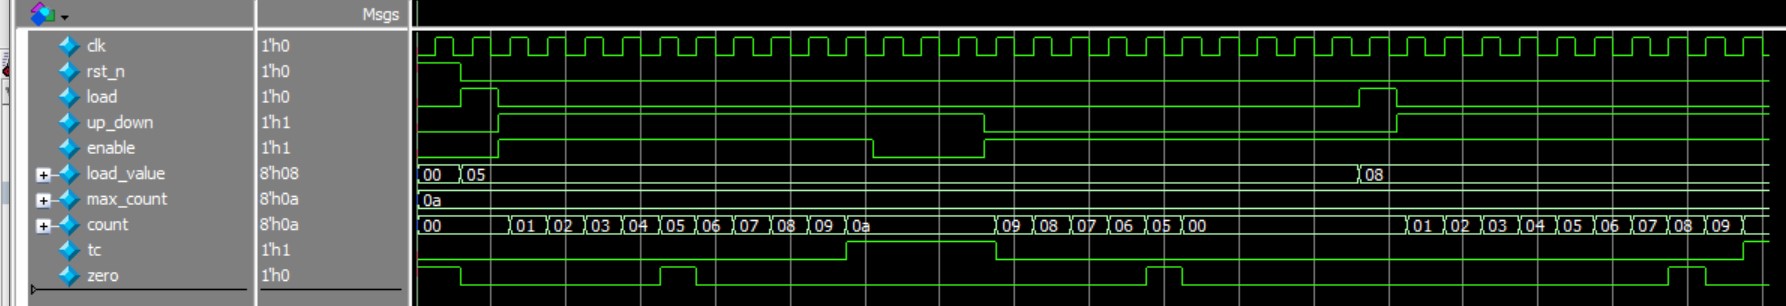 Msgs
clk 1'h0
rst_n 1'h0
load 1'h0
up_down 1'h1
enable 1'h1
load_value 8'h08 00 05 08
max_count 8'h0a 0a
count 8'h0a 00 01 02 03 04 05 06 07 08 09 0a 09 08 07 06 05 00 01 02 03 04 05 06 07 08 09
tc 1'h1
zero 1'h0